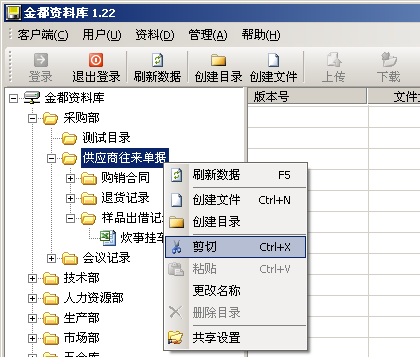 金都资料库 1.22
客户端(C) 用户(U) 资料(D) 管理(A) 帮助(H)
登录 退出登录 刷新数据 创建目录 创建文件 上传 下载
金都资料库
采购部
测试目录
供应商往来单据
购销合同
退货记录
样品出借记
炊事挂车
会议记录
技术部
人力资源部
生产部
市场部
版本号 文件
刷新数据 F5
创建文件 Ctrl+N
创建目录
剪切 Ctrl+X
粘贴 Ctrl+V
更改名称
删除目录
共享设置